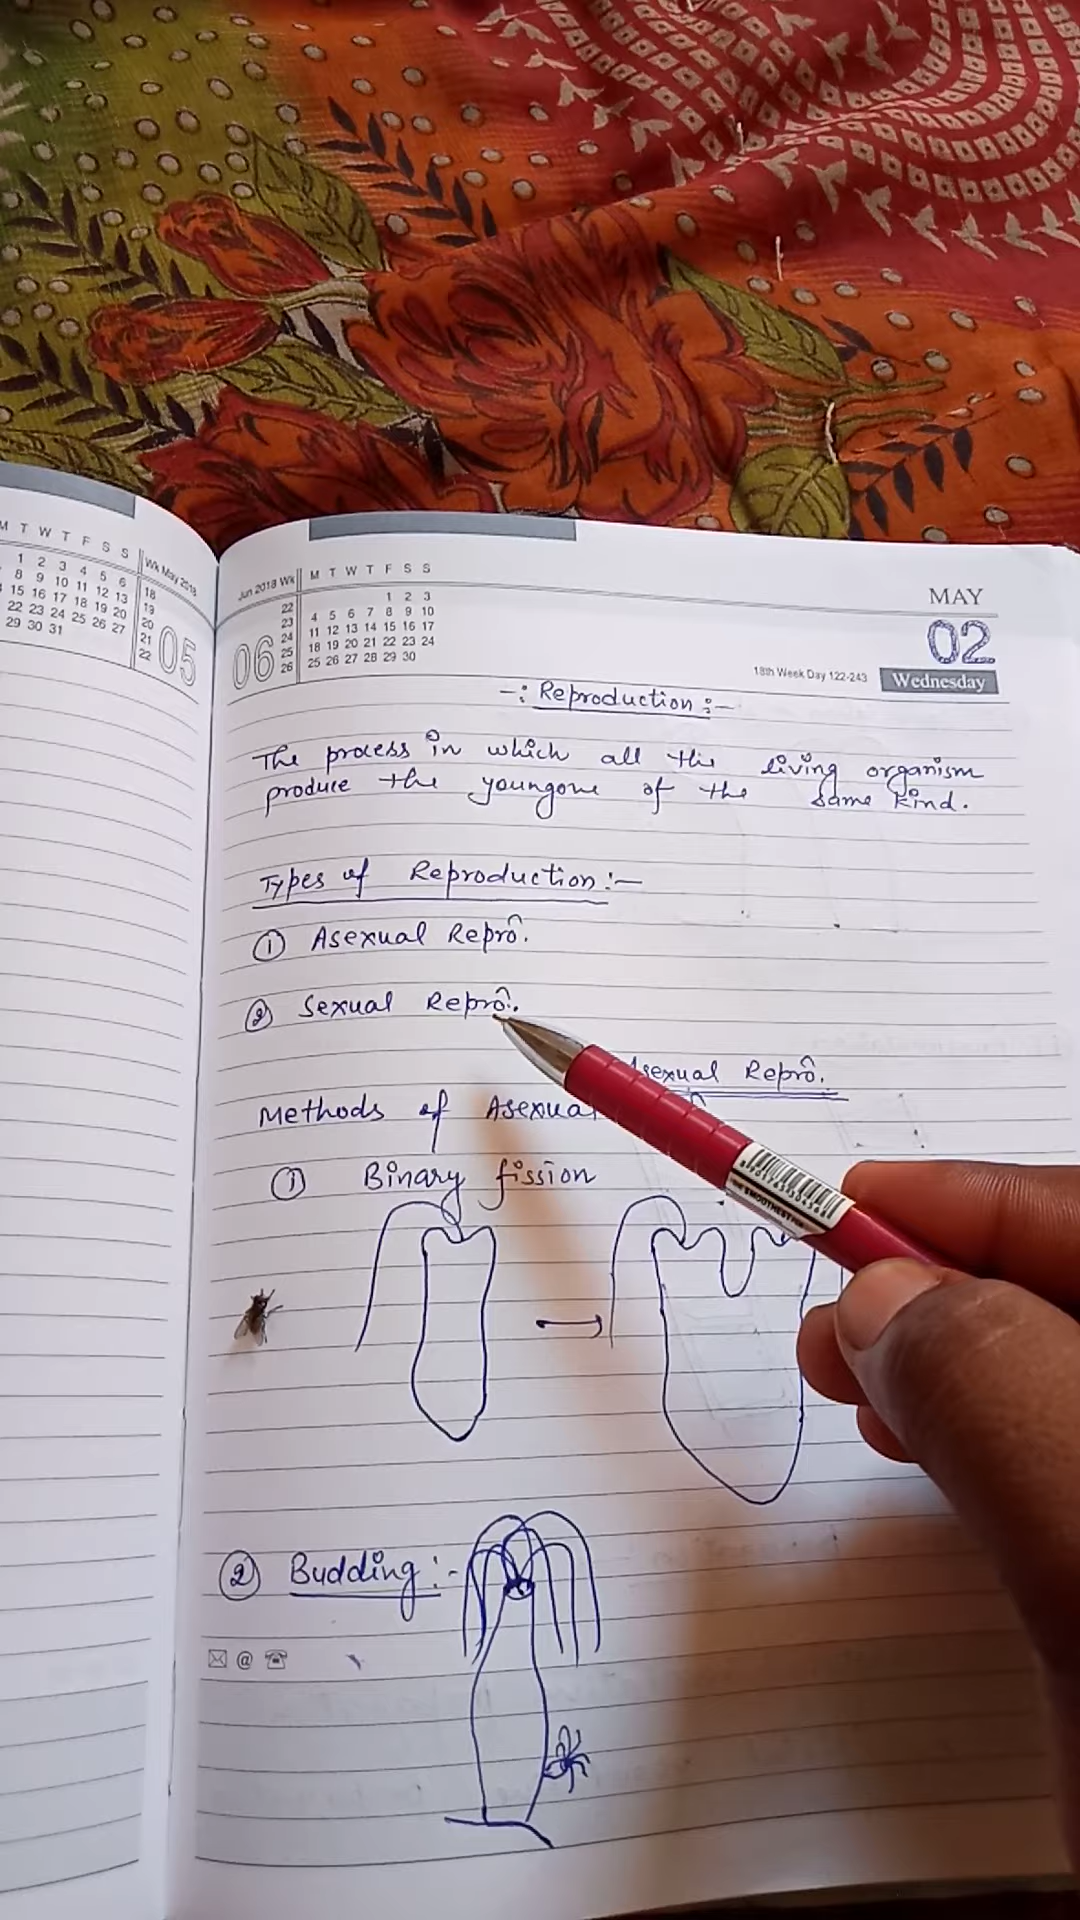 M T W T F S S Wk May 2018
1 2 3 4 5 6 18
8 9 10 11 12 13 19
15 16 17 18 19 20 20
22 23 24 25 26 27 21
29 30 31 22
05
Jun 2018 Wk M T W T F S S
22 1 2 3
23 4 5 6 7 8 9 10
24 11 12 13 14 15 16 17
25 18 19 20 21 22 23 24
26 25 26 27 28 29 30
06
MAY
02
18th Week Day 122-243 Wednesday
-: Reproduction :-
The process in which all the living organism
produce the youngone of the same kind.
Types of Reproduction :-
① Asexual Repro.
② Sexual Repro.
Asexual Repro.
Methods of Asexual
① Binary fission
② Budding :-